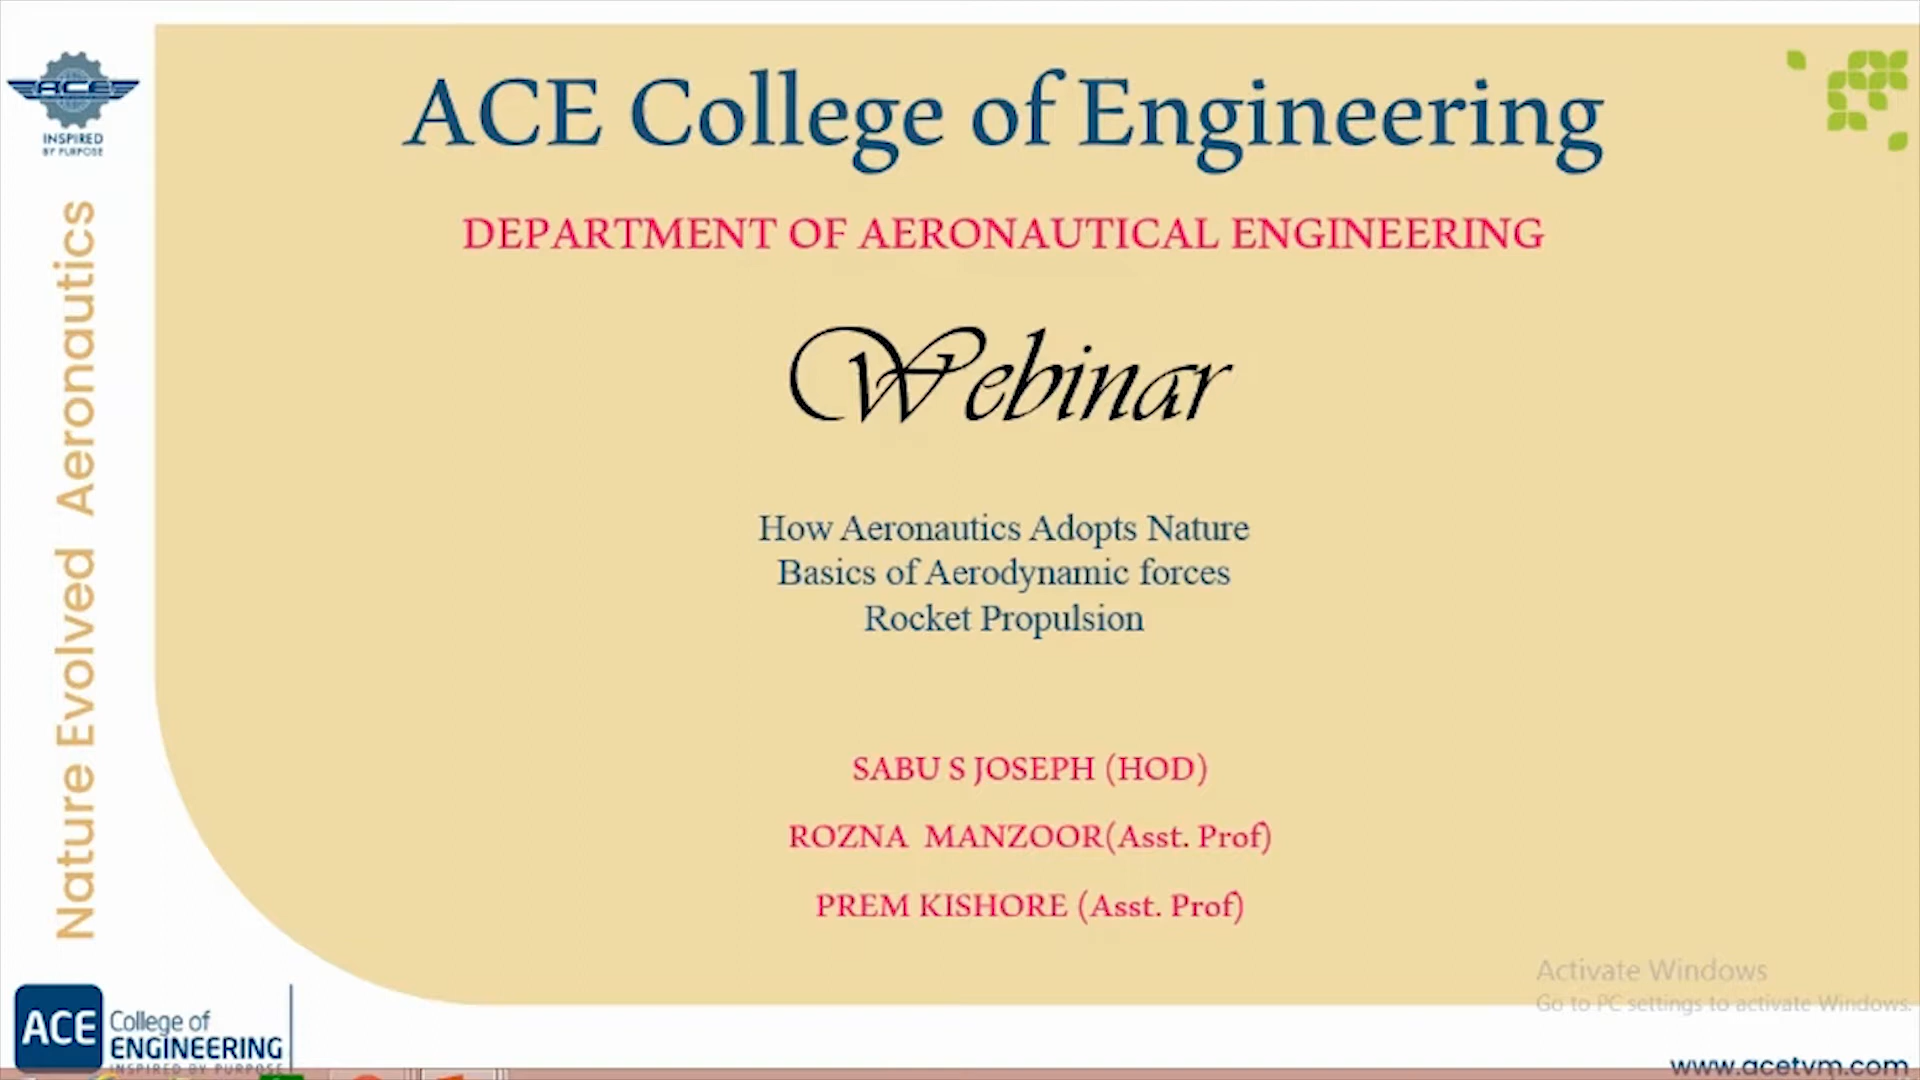 ACE
INSPIRED
BY PURPOSE
Nature Evolved Aeronautics
ACE College of Engineering
DEPARTMENT OF AERONAUTICAL ENGINEERING
Webinar
How Aeronautics Adopts Nature
Basics of Aerodynamic forces
Rocket Propulsion
SABU S JOSEPH (HOD)
ROZNA MANZOOR(Asst. Prof)
PREM KISHORE (Asst. Prof)
Activate Windows
Go to PC settings to activate Windows.
ACE College of
ENGINEERING
INSPIRED BY PURPOSE
www.acetvm.com